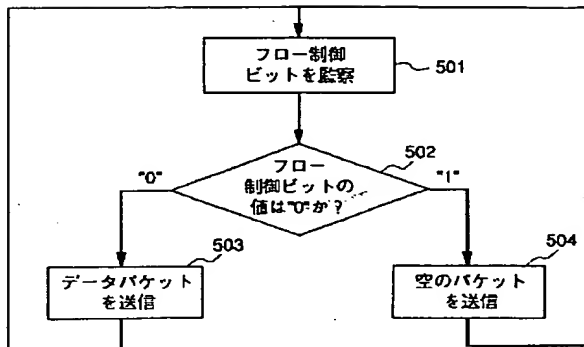 フロー制御
ビットを監察
501
フロー
制御ビットの
値は"0"か？
502
"0"
"1"
データパケット
を送信
503
空のパケット
を送信
504